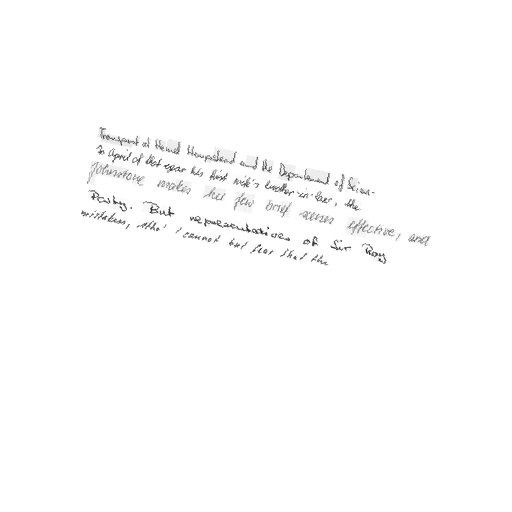 Transport at Hemel Hempstead and the Department of Scien-
In April of that year his first wife's brother-in-law, the
Johnstone makes her few brief scenes effective, and
Party. But representatives of Sir Roy
mistaken, tho' I cannot but fear that the